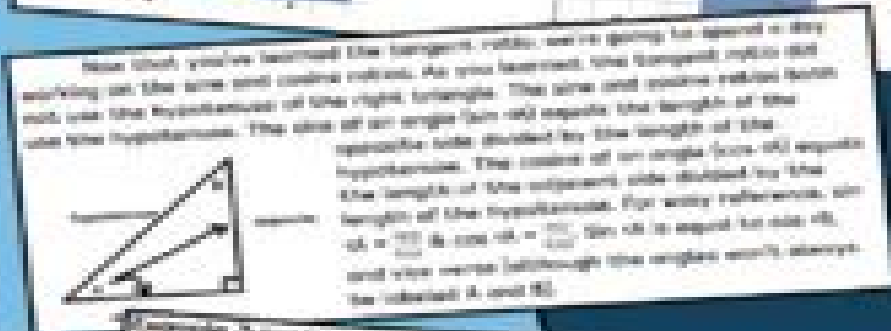 Now that you've learned the tangent ratio, we're going to spend a day
working on the sine and cosine ratios. As you learned, the tangent ratio did
not use the hypotenuse of the right triangle. The sine and cosine ratios both
use the hypotenuse. The sine of an angle (sin ∠A) equals the length of the
opposite side divided by the length of the
hypotenuse. The cosine of an angle (cos ∠A) equals
the length of the adjacent side divided by the
length of the hypotenuse. For easy reference, sin
∠A = & cos ∠A = Sin ∠A is equal to cos ∠B,
and vice versa (although the angles won't always
be labeled A and B).
hypotenuse
opposite
B